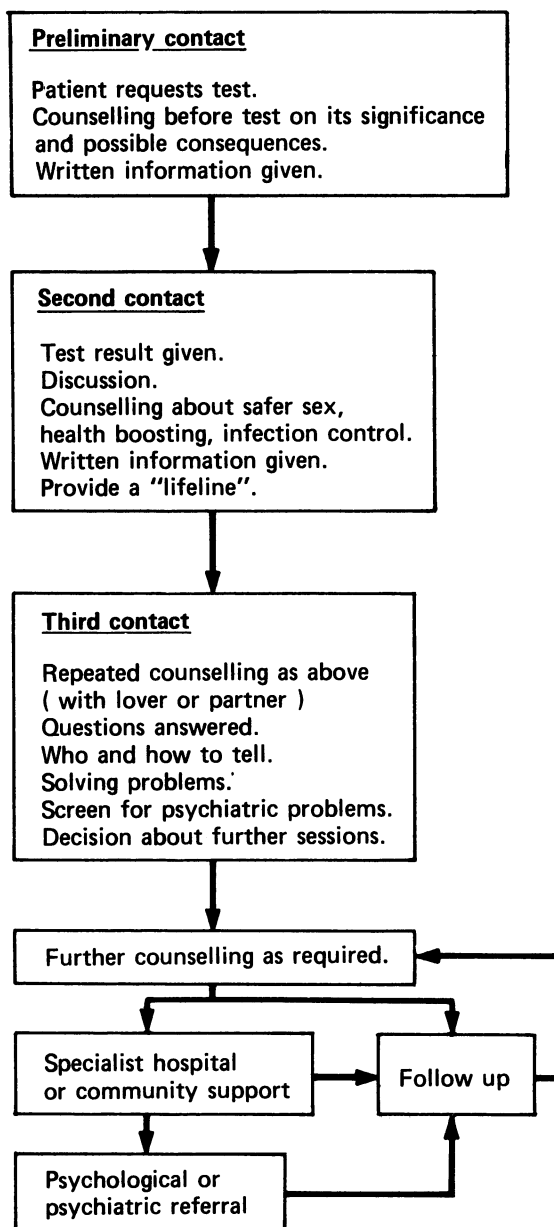 Preliminary contact
Patient requests test.
Counselling before test on its significance
and possible consequences.
Written information given.
Second contact
Test result given.
Discussion.
Counselling about safer sex,
health boosting, infection control.
Written information given.
Provide a “lifeline”.
Third contact
Repeated counselling as above
( with lover or partner )
Questions answered.
Who and how to tell.
Solving problems.
Screen for psychiatric problems.
Decision about further sessions.
Further counselling as required.
Specialist hospital
or community support
Follow up
Psychological or
psychiatric referral